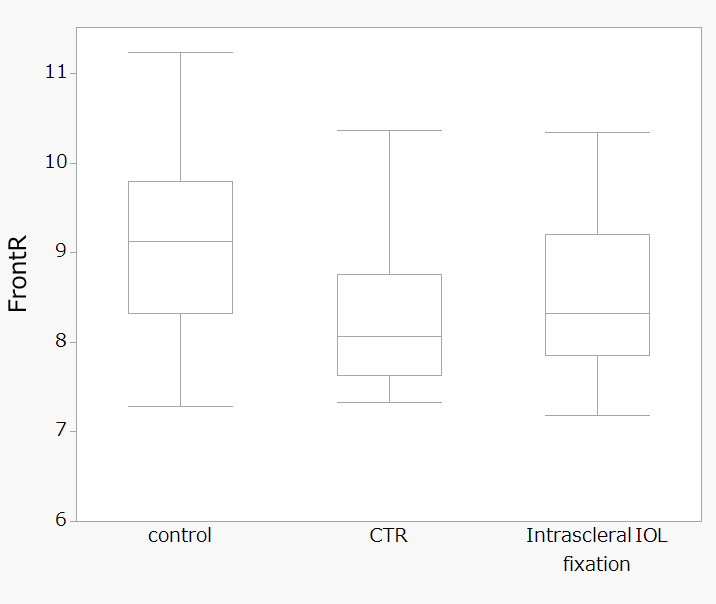 FrontR
11
10
9
8
7
6
control
CTR
Intrascleral IOL
fixation